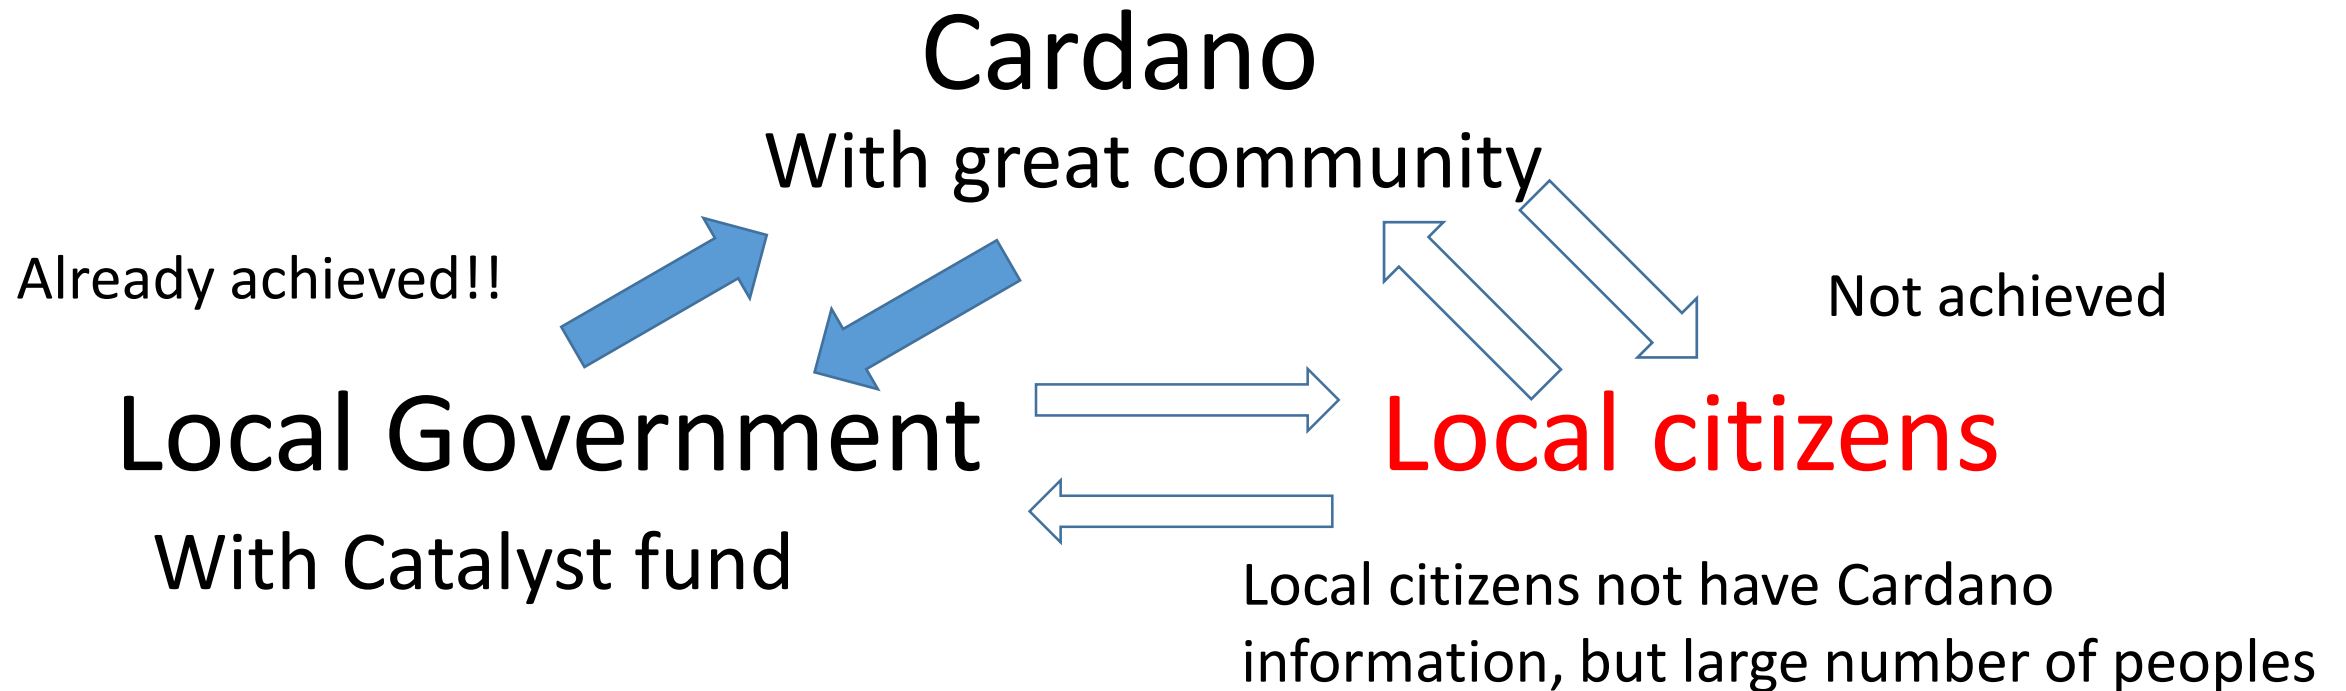 Cardano
With great community
Already achieved!!
Not achieved
Local Government
Local citizens
With Catalyst fund
Local citizens not have Cardano
information, but large number of peoples